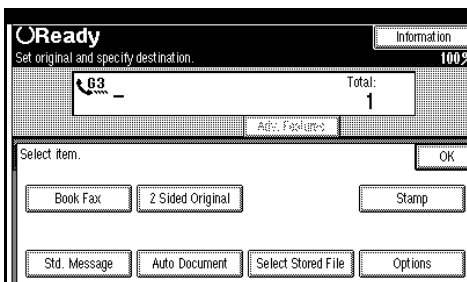 Ready
Information
Set original and specify destination.
100%
63 _
Total:
1
Adv. Features
Select item.
OK
Book Fax
2 Sided Original
Stamp
Std. Message
Auto Document
Select Stored File
Options